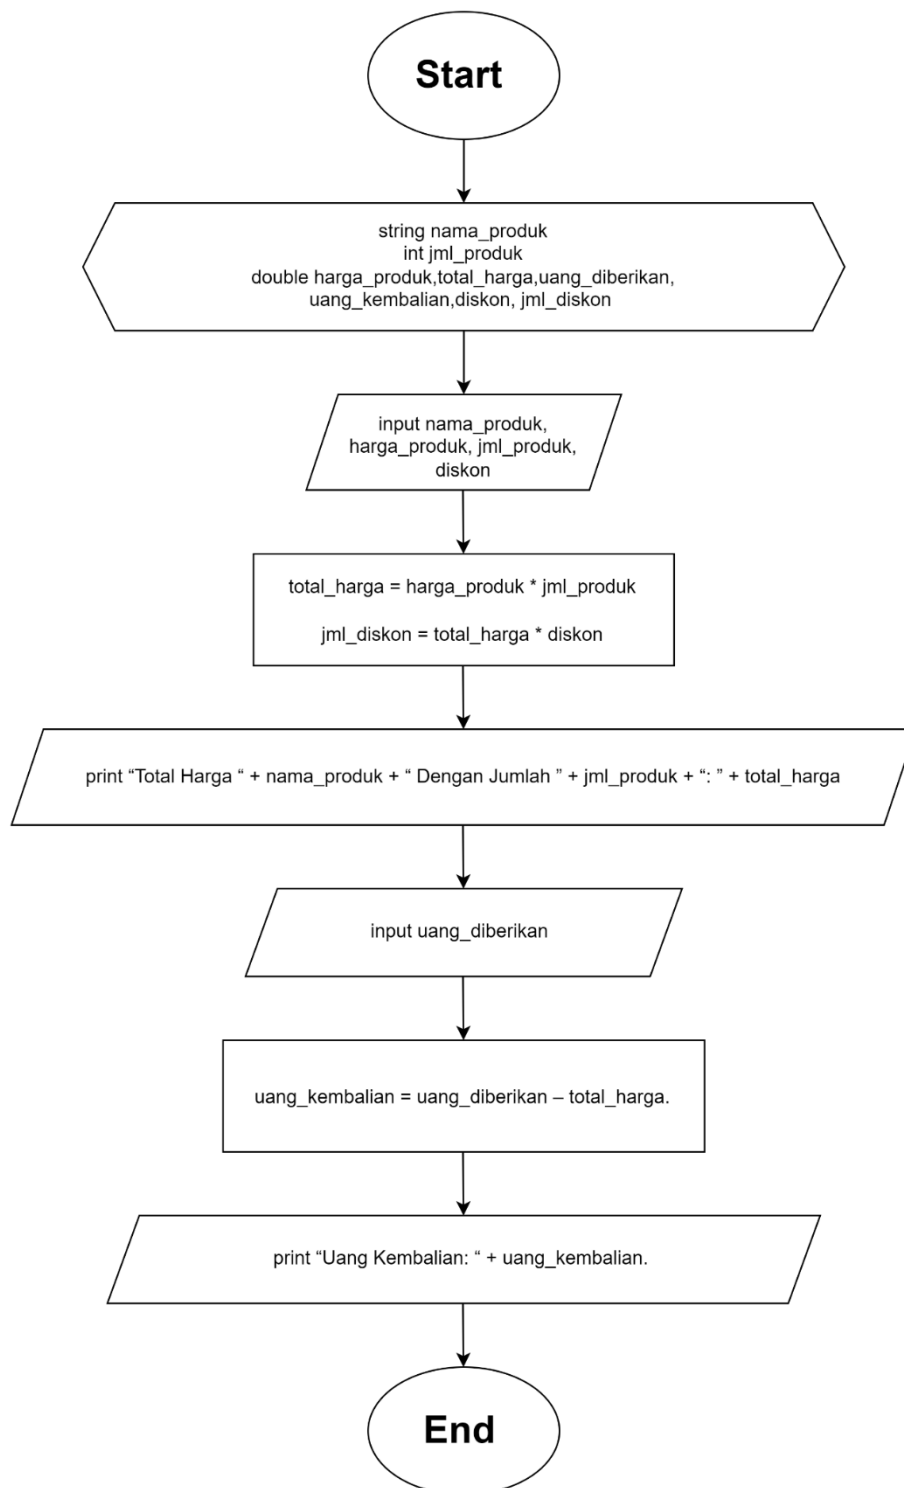 Start
string nama_produk
int jml_produk
double harga_produk,total_harga,uang_diberikan,
uang_kembalian,diskon, jml_diskon
input nama_produk,
harga_produk, jml_produk,
diskon
total_harga = harga_produk * jml_produk
jml_diskon = total_harga * diskon
print “Total Harga “ + nama_produk + “ Dengan Jumlah ” + jml_produk + “: ” + total_harga
input uang_diberikan
uang_kembalian = uang_diberikan – total_harga.
print “Uang Kembalian: “ + uang_kembalian.
End